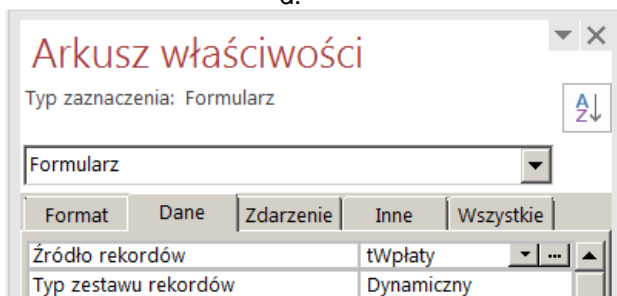 d.
Arkusz właściwości
Typ zaznaczenia: Formularz
Formularz
Format Dane Zdarzenie Inne Wszystkie
Źródło rekordów tWpłaty
Typ zestawu rekordów Dynamiczny